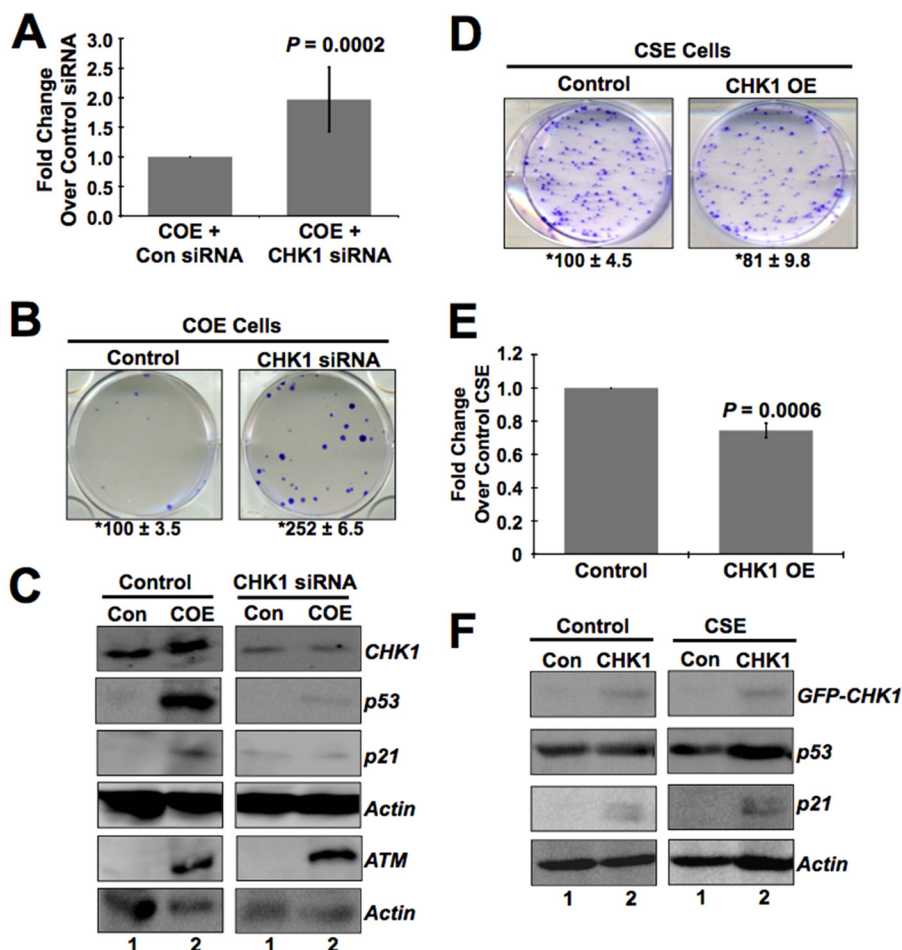 A
Fold Change
Over Control siRNA
3.0
2.5
2.0
1.5
1.0
0.5
0.0
P = 0.0002
COE +
Con siRNA
COE +
CHK1 siRNA
B
COE Cells
Control
CHK1 siRNA
*100 ± 3.5
*252 ± 6.5
C
Control
CHK1 siRNA
Con
COE
Con
COE
CHK1
p53
p21
Actin
ATM
Actin
1
2
1
2
D
CSE Cells
Control
CHK1 OE
*100 ± 4.5
*81 ± 9.8
E
Fold Change
Over Control CSE
1.2
1.0
0.8
0.6
0.4
0.2
0
P = 0.0006
Control
CHK1 OE
F
Control
CSE
Con
CHK1
Con
CHK1
GFP-CHK1
p53
p21
Actin
1
2
1
2